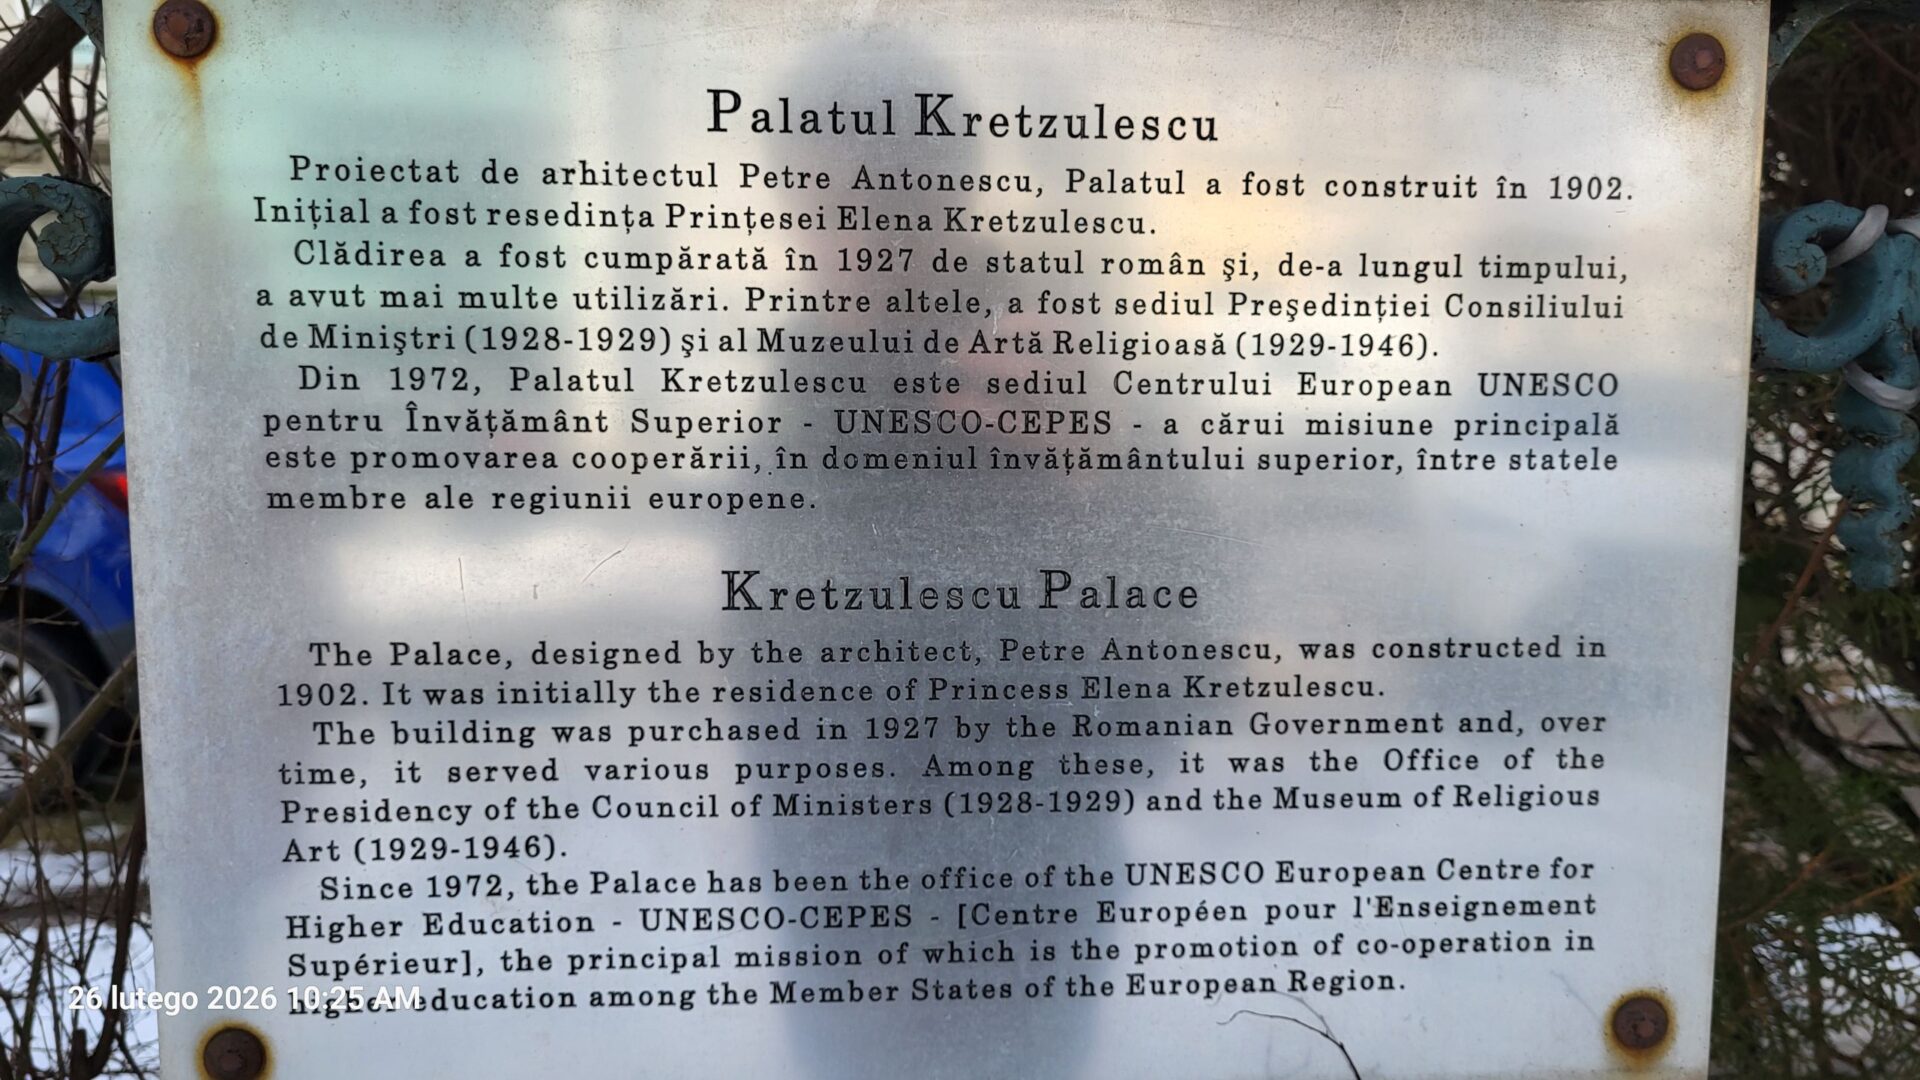 Palatul Kretzulescu
Proiectat de arhitectul Petre Antonescu, Palatul a fost construit în 1902.
Iniţial a fost resedinţa Prinţesei Elena Kretzulescu.
Clădirea a fost cumpărată în 1927 de statul român şi, de-a lungul timpului,
a avut mai multe utilizări. Printre altele, a fost sediul Preşedinţiei Consiliului
de Miniştri (1928-1929) şi al Muzeului de Artă Religioasă (1929-1946).
Din 1972, Palatul Kretzulescu este sediul Centrului European UNESCO
pentru Învăţământ Superior - UNESCO-CEPES - a cărui misiune principală
este promovarea cooperării, în domeniul învăţământului superior, între statele
membre ale regiunii europene.
Kretzulescu Palace
The Palace, designed by the architect, Petre Antonescu, was constructed in
1902. It was initially the residence of Princess Elena Kretzulescu.
The building was purchased in 1927 by the Romanian Government and, over
time, it served various purposes. Among these, it was the Office of the
Presidency of the Council of Ministers (1928-1929) and the Museum of Religious
Art (1929-1946).
Since 1972, the Palace has been the office of the UNESCO European Centre for
Higher Education - UNESCO-CEPES - [Centre Européen pour l'Enseignement
Supérieur], the principal mission of which is the promotion of co-operation in
higher education among the Member States of the European Region.
26 lutego 2026 10:25 AM